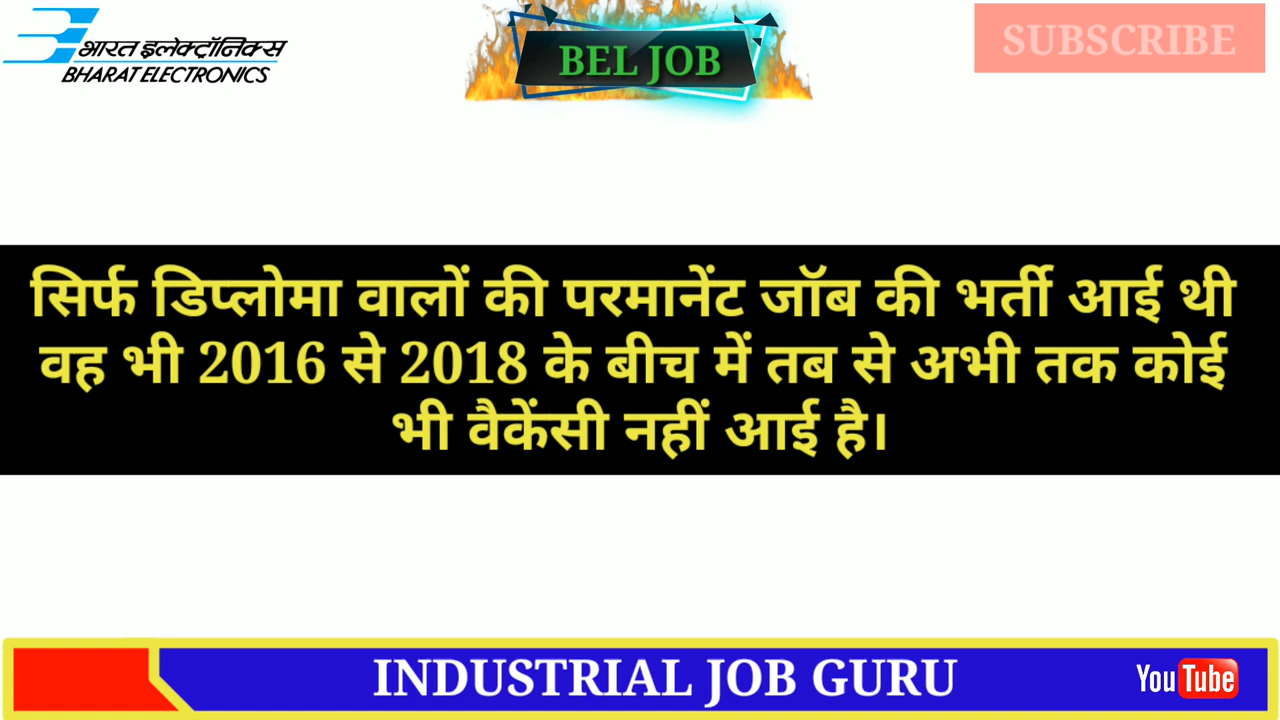 भारत इलेक्ट्रॉनिक्स
BHARAT ELECTRONICS
BEL JOB
SUBSCRIBE
सिर्फ डिप्लोमा वालों की परमानेंट जॉब की भर्ती आई थी
वह भी 2016 से 2018 के बीच में तब से अभी तक कोई
भी वैकेंसी नहीं आई है।
INDUSTRIAL JOB GURU
YouTube